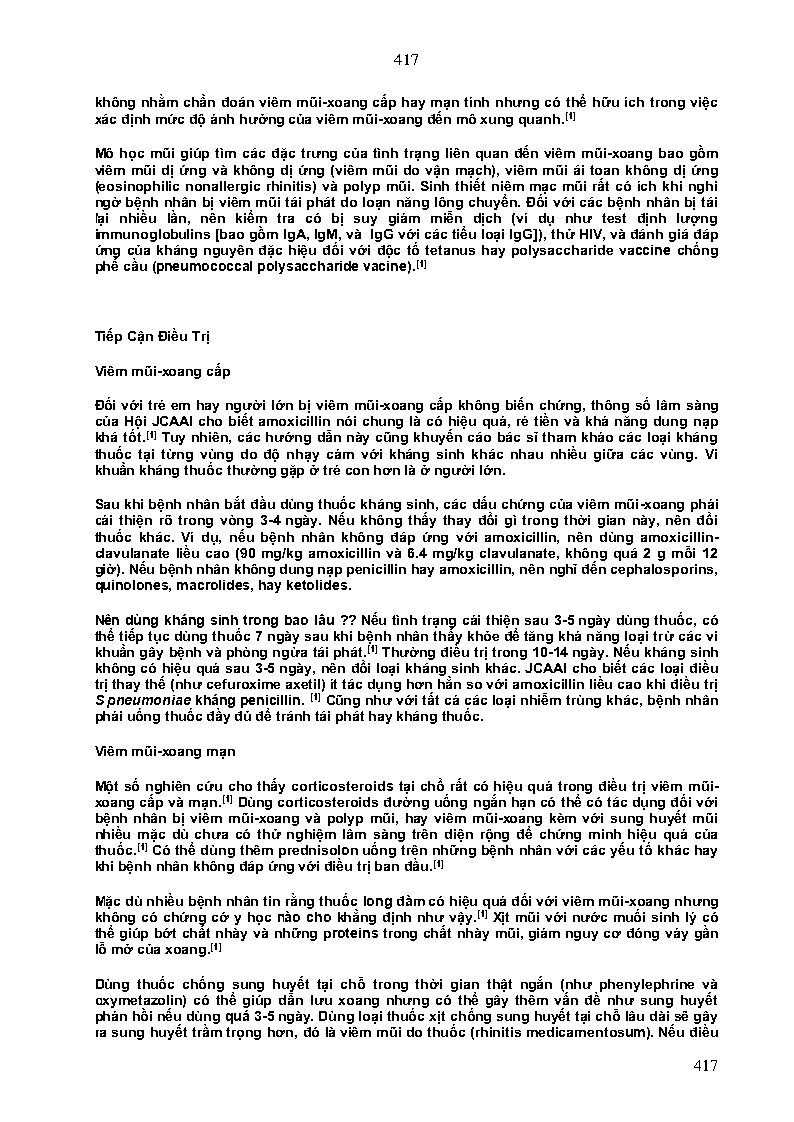 417
không nhằm chẩn đoán viêm mũi-xoang cấp hay mạn tính nhưng có thể hữu ích trong việc
xác định mức độ ảnh hưởng của viêm mũi-xoang đến mô xung quanh.[1]
Mô học mũi giúp tìm các đặc trưng của tình trạng liên quan đến viêm mũi-xoang bao gồm
viêm mũi dị ứng và không dị ứng (viêm mũi do vận mạch), viêm mũi ái toan không dị ứng
(eosinophilic nonallergic rhinitis) và polyp mũi. Sinh thiết niêm mạc mũi rất có ích khi nghi
ngờ bệnh nhân bị viêm mũi tái phát do loạn năng lông chuyển. Đối với các bệnh nhân bị tái
lại nhiều lần, nên kiểm tra có bị suy giảm miễn dịch (ví dụ như test định lượng
immunoglobulins [bao gồm IgA, IgM, và IgG với các tiểu loại IgG]), thử HIV, và đánh giá đáp
ứng của kháng nguyên đặc hiệu đối với độc tố tetanus hay polysaccharide vaccine chống
phế cầu (pneumococcal polysaccharide vacine).[1]
Tiếp Cận Điều Trị
Viêm mũi-xoang cấp
Đối với trẻ em hay người lớn bị viêm mũi-xoang cấp không biến chứng, thông số lâm sàng
của Hội JCAAI cho biết amoxicillin nói chung là có hiệu quả, rẻ tiền và khả năng dung nạp
khá tốt.[1] Tuy nhiên, các hướng dẫn này cũng khuyến cáo bác sĩ tham khảo các loại kháng
thuốc tại từng vùng do độ nhạy cảm với kháng sinh khác nhau nhiều giữa các vùng. Vi
khuẩn kháng thuốc thường gặp ở trẻ con hơn là ở người lớn.
Sau khi bệnh nhân bắt đầu dùng thuốc kháng sinh, các dấu chứng của viêm mũi-xoang phải
cải thiện rõ trong vòng 3-4 ngày. Nếu không thấy thay đổi gì trong thời gian này, nên đổi
thuốc khác. Ví dụ, nếu bệnh nhân không đáp ứng với amoxicillin, nên dùng amoxicillin-
clavulanate liều cao (90 mg/kg amoxicillin và 6.4 mg/kg clavulanate, không quá 2 g mỗi 12
giờ). Nếu bệnh nhân không dung nạp penicillin hay amoxicillin, nên nghĩ đến cephalosporins,
quinolones, macrolides, hay ketolides.
Nên dùng kháng sinh trong bao lâu ?? Nếu tình trạng cải thiện sau 3-5 ngày dùng thuốc, có
thể tiếp tục dùng thuốc 7 ngày sau khi bệnh nhân thấy khỏe để tăng khả năng loại trừ các vi
khuẩn gây bệnh và phòng ngừa tái phát.[1] Thường điều trị trong 10-14 ngày. Nếu kháng sinh
không có hiệu quả sau 3-5 ngày, nên đổi loại kháng sinh khác. JCAAI cho biết các loại điều
trị thay thế (như cefuroxime axetil) ít tác dụng hơn hẳn so với amoxicillin liều cao khi điều trị
S pneumoniae kháng penicillin. [1] Cũng như với tất cả các loại nhiễm trùng khác, bệnh nhân
phải uống thuốc đầy đủ để tránh tái phát hay kháng thuốc.
Viêm mũi-xoang mạn
Một số nghiên cứu cho thấy corticosteroids tại chỗ rất có hiệu quả trong điều trị viêm mũi-
xoang cấp và mạn.[1] Dùng corticosteroids đường uống ngắn hạn có thể có tác dụng đối với
bệnh nhân bị viêm mũi-xoang và polyp mũi, hay viêm mũi-xoang kèm với sung huyết mũi
nhiều mặc dù chưa có thử nghiệm lâm sàng trên diện rộng để chứng minh hiệu quả của
thuốc.[1] Có thể dùng thêm prednisolon uống trên những bệnh nhân với các yếu tố khác hay
khi bệnh nhân không đáp ứng với điều trị ban đầu.[1]
Mặc dù nhiều bệnh nhân tin rằng thuốc long đàm có hiệu quả đối với viêm mũi-xoang nhưng
không có chứng cớ y học nào cho khẳng định như vậy.[1] Xịt mũi với nước muối sinh lý có
thể giúp bớt chất nhày và những proteins trong chất nhày mũi, giảm nguy cơ đóng vảy gần
lỗ mở của xoang.[1]
Dùng thuốc chống sung huyết tại chỗ trong thời gian thật ngắn (như phenylephrine và
oxymetazolin) có thể giúp dẫn lưu xoang nhưng có thể gây thêm vấn đề như sung huyết
phản hồi nếu dùng quá 3-5 ngày. Dùng loại thuốc xịt chống sung huyết tại chỗ lâu dài sẽ gây
ra sung huyết trầm trọng hơn, đó là viêm mũi do thuốc (rhinitis medicamentosum). Nếu điều
417